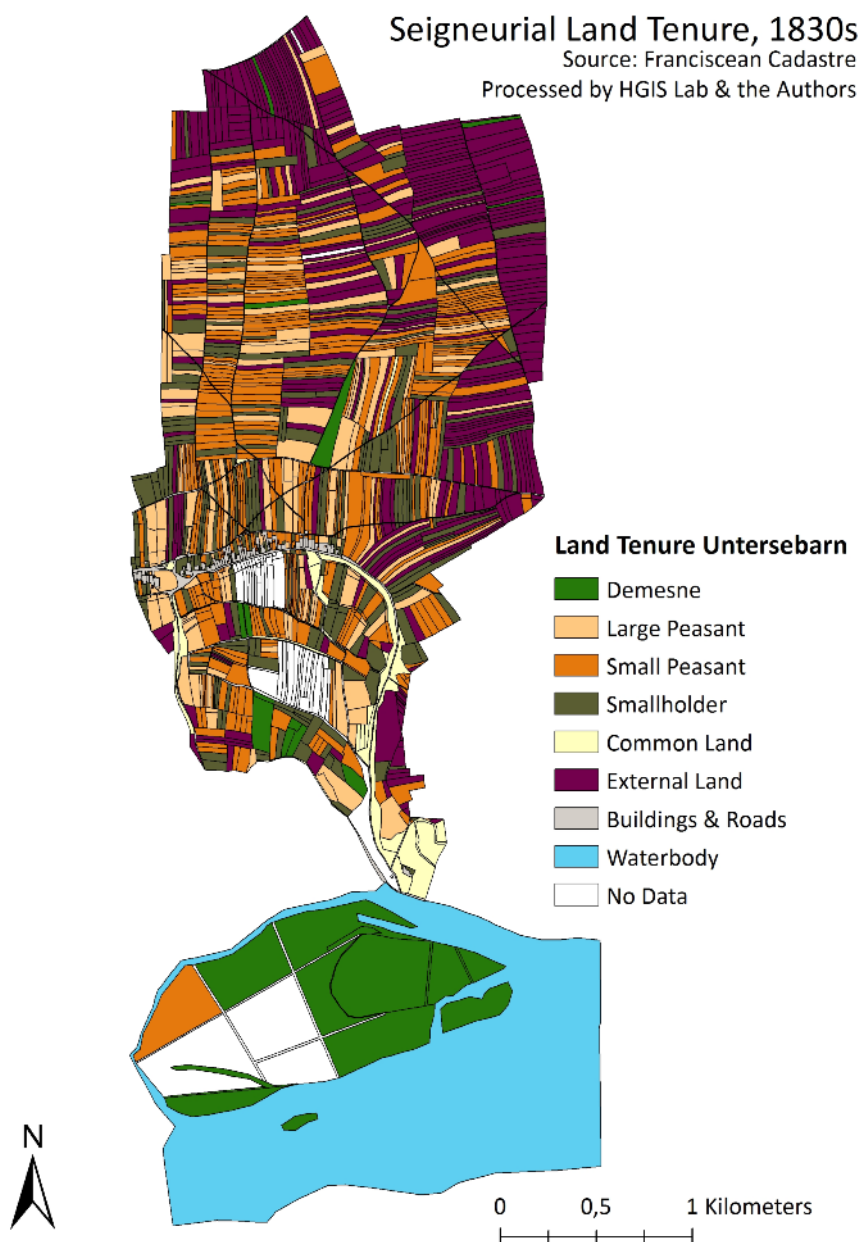 Seigneurial Land Tenure, 1830s
Source: Franciscean Cadastre
Processed by HGIS Lab & the Authors
Land Tenure Untersebarn
Demesne
Large Peasant
Small Peasant
Smallholder
Common Land
External Land
Buildings & Roads
Waterbody
No Data
N
0 0,5 1 Kilometers